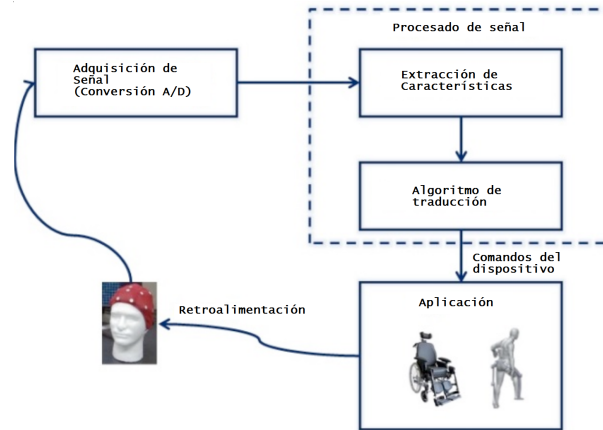 Procesado de señal
Adquisición de
Señal
(Conversión A/D)
Extracción de
Características
Algoritmo de
traducción
Comandos del
dispositivo
Aplicación
Retroalimentación